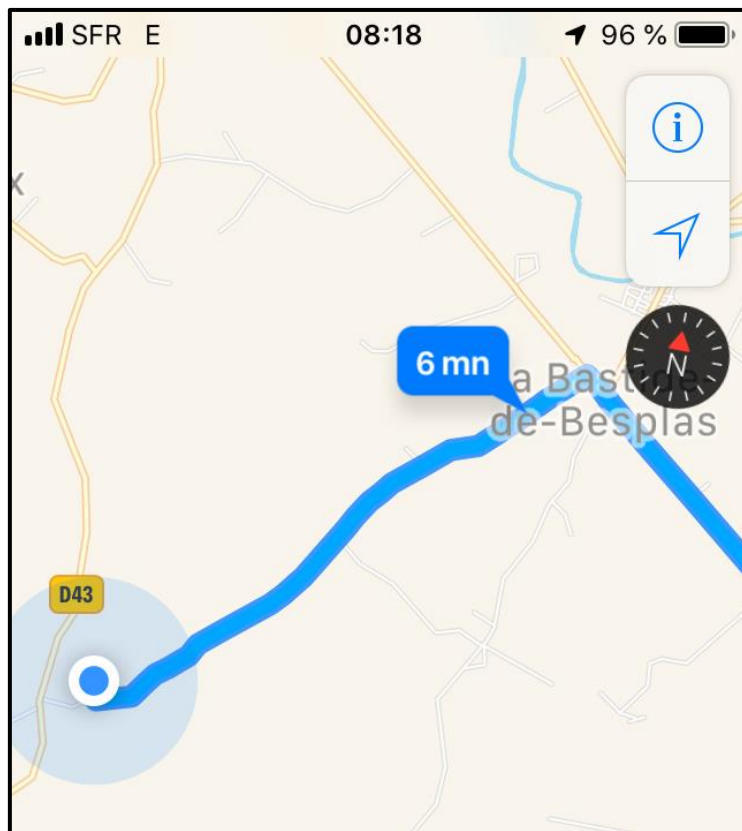 SFR E 08:18 96 %
x
i
6 mn
a Bastide-
de-Besplas
N
D43